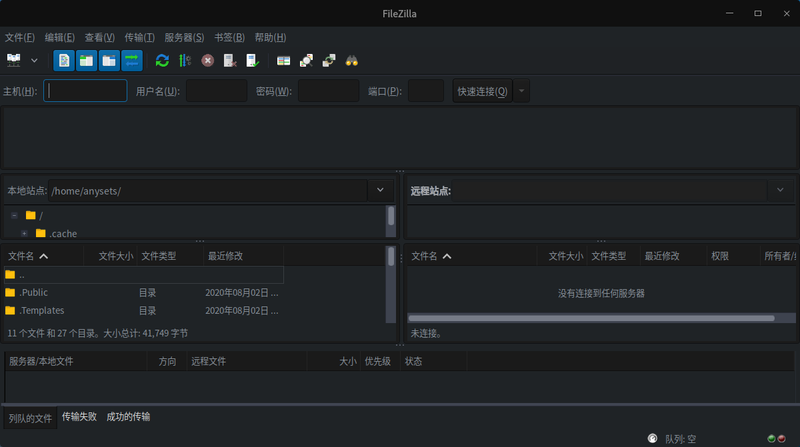 FileZilla
文件(F) 编辑(E) 查看(V) 传输(T) 服务器(S) 书签(B) 帮助(H)
主机(H): 用户名(U): 密码(W): 端口(P): 快速连接(Q)
本地站点: /home/anysets/
远程站点:
/
.cache
文件名 文件大小 文件类型 最近修改
..
.Public 目录 2020年08月02日 ...
.Templates 目录 2020年08月02日 ...
11 个文件 和 27 个目录。大小总计: 41,749 字节
文件名 文件大小 文件类型 最近修改 权限 所有者/
没有连接到任何服务器
未连接。
服务器/本地文件 方向 远程文件 大小 优先级 状态
列队的文件 传输失败 成功的传输
队列: 空